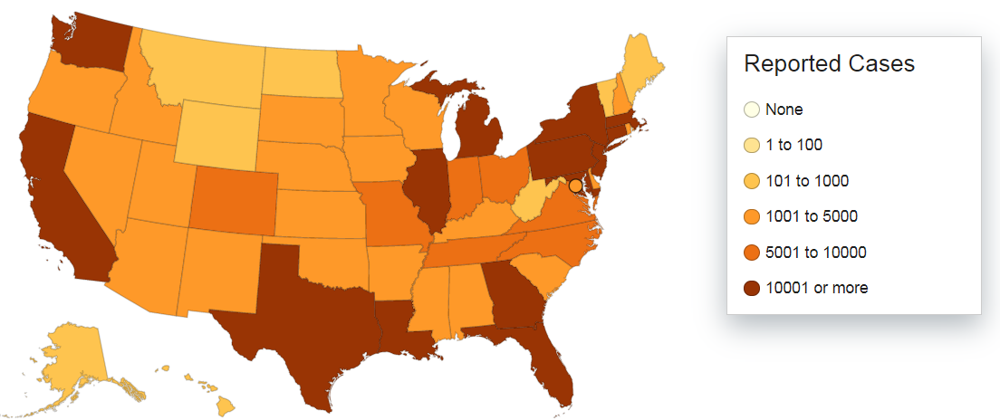 Reported Cases
None
1 to 100
101 to 1000
1001 to 5000
5001 to 10000
10001 or more